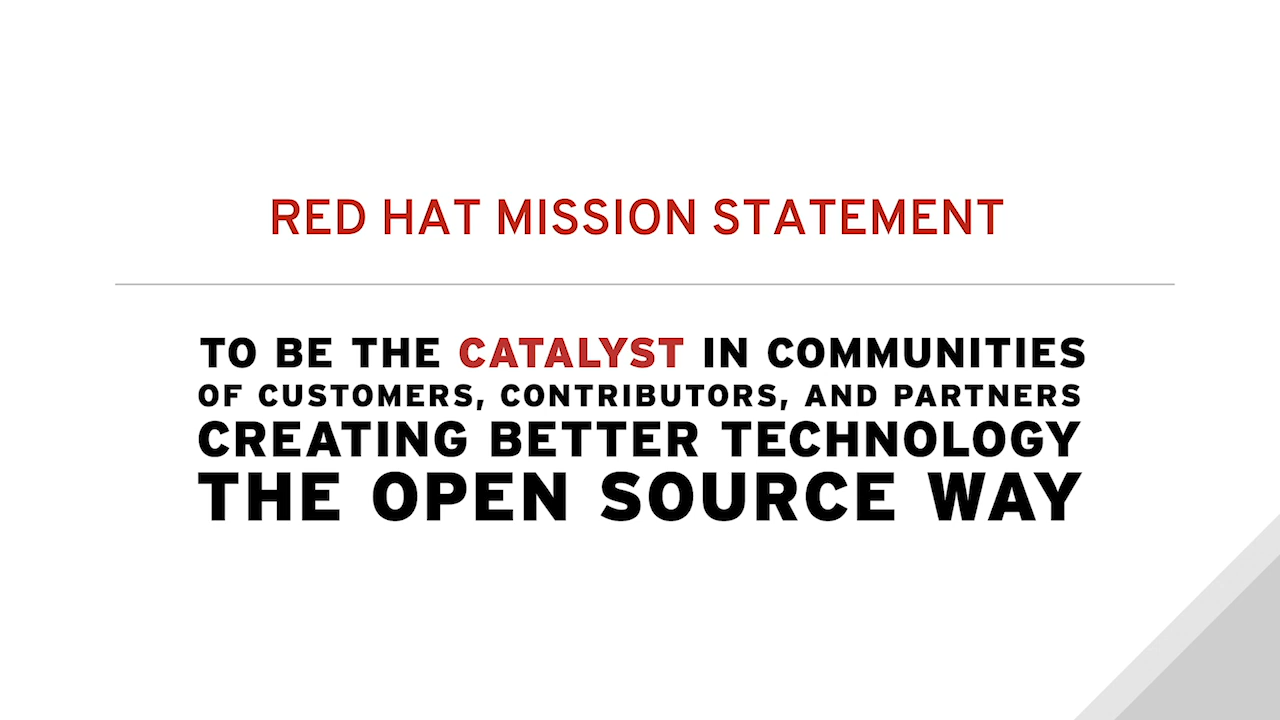 RED HAT MISSION STATEMENT
TO BE THE CATALYST IN COMMUNITIES
OF CUSTOMERS, CONTRIBUTORS, AND PARTNERS
CREATING BETTER TECHNOLOGY
THE OPEN SOURCE WAY